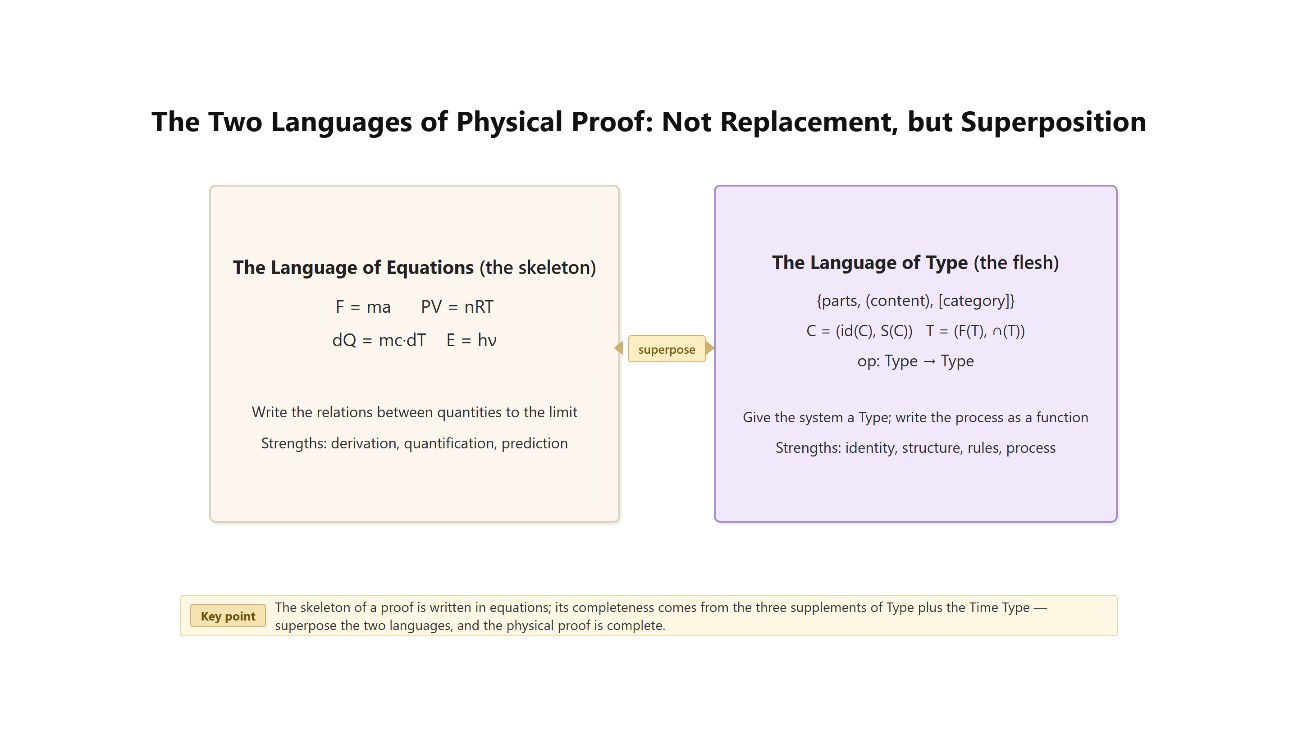 The Two Languages of Physical Proof: Not Replacement, but Superposition
The Language of Equations (the skeleton)
F = ma PV = nRT
dQ = mc·dT E = hν
Write the relations between quantities to the limit
Strengths: derivation, quantification, prediction
superpose
The Language of Type (the flesh)
{parts, (content), [category]}
C = (id(C), S(C)) T = (F(T), ∩(T))
op: Type → Type
Give the system a Type; write the process as a function
Strengths: identity, structure, rules, process
Key point
The skeleton of a proof is written in equations; its completeness comes from the three supplements of Type plus the Time Type —
superpose the two languages, and the physical proof is complete.